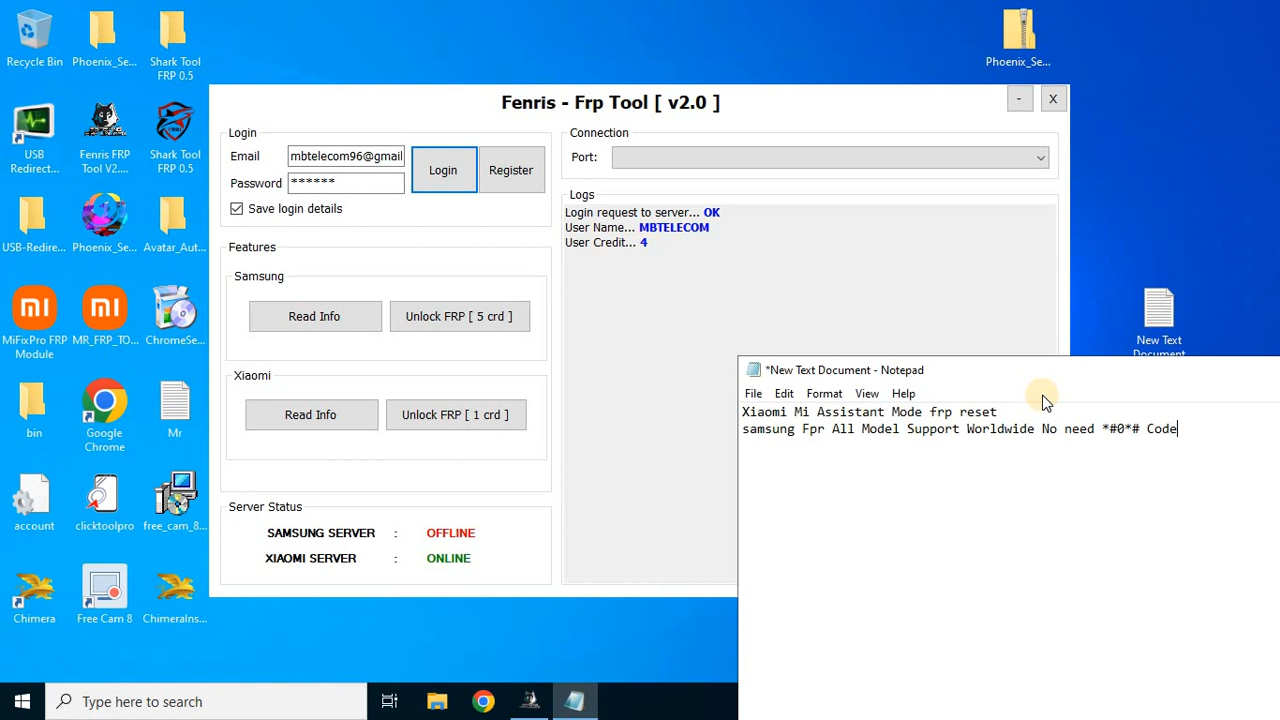 Recycle Bin
Phoenix_Se...
Shark Tool
FRP 0.5
Phoenix_Se...
USB
Redirect...
Fenris FRP
Tool V2....
Shark Tool
FRP 0.5
USB-Redire...
Phoenix_Se...
Avatar_Aut...
MiFixPro FRP
Module
MR_FRP_TO...
ChromeSe...
bin
Google
Chrome
Mr
account
clicktoolpro
free_cam_8...
Chimera
Free Cam 8
ChimeraIns...
New Text
Document
Fenris - Frp Tool [ v2.0 ]
-
X
Login
Email
mbtelecom96@gmail
Password
******
Login
Register
Save login details
Features
Samsung
Read Info
Unlock FRP [ 5 crd ]
Xiaomi
Read Info
Unlock FRP [ 1 crd ]
Server Status
SAMSUNG SERVER : OFFLINE
XIAOMI SERVER : ONLINE
Connection
Port:
Logs
Login request to server... OK
User Name... MBTELECOM
User Credit... 4
*New Text Document - Notepad
File Edit Format View Help
Xiaomi Mi Assistant Mode frp reset
samsung Fpr All Model Support Worldwide No need *#0*# Code
Type here to search